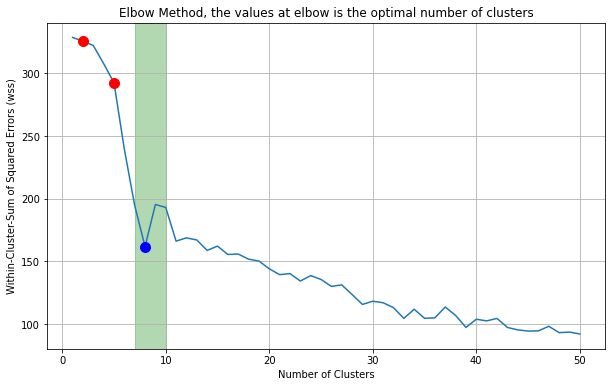 Elbow Method, the values at elbow is the optimal number of clusters
Within-Cluster-Sum of Squared Errors (wss)
300
250
200
150
100
0 10 20 30 40 50
Number of Clusters